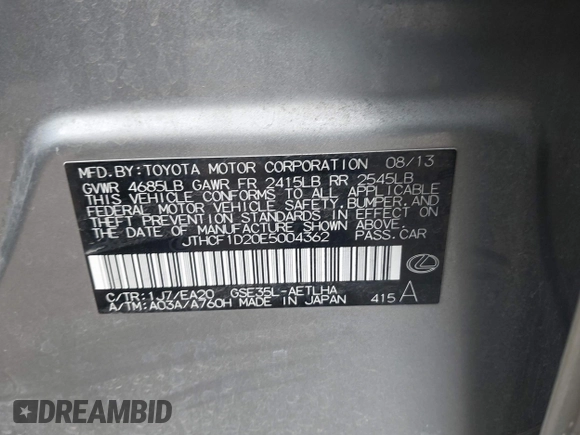 MFD.BY:TOYOTA MOTOR CORPORATION 08/13
GVWR 4685LB GAWR FR 2415LB RR 2545LB
THIS VEHICLE CONFORMS TO ALL APPLICABLE
FEDERAL MOTOR VEHICLE SAFETY,BUMPER,AND
THEFT PREVENTION STANDARDS IN EFFECT ON
THE DATE OF MANUFACTURE SHOWN ABOVE.
JTHCF1D20E5004362 PASS.CAR
C/TR:1J7/EA20 GSE35L-AETLHA
A/TM:A03A/A760H MADE IN JAPAN 415A
DREAMBID